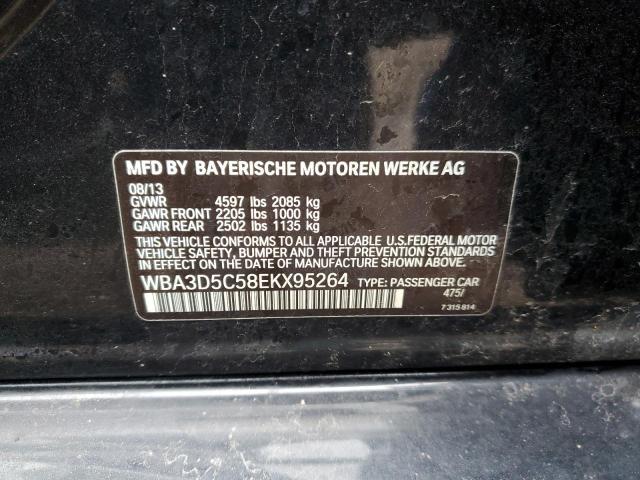 MFD BY BAYERISCHE MOTOREN WERKE AG
08/13
GVWR 4597 lbs 2085 kg
GAWR FRONT 2205 lbs 1000 kg
GAWR REAR 2502 lbs 1135 kg
THIS VEHICLE CONFORMS TO ALL APPLICABLE U.S.FEDERAL MOTOR
VEHICLE SAFETY, BUMPER AND THEFT PREVENTION STANDARDS
IN EFFECT ON THE DATE OF MANUFACTURE SHOWN ABOVE.
WBA3D5C58EKX95264 TYPE: PASSENGER CAR
475/
7 315 814